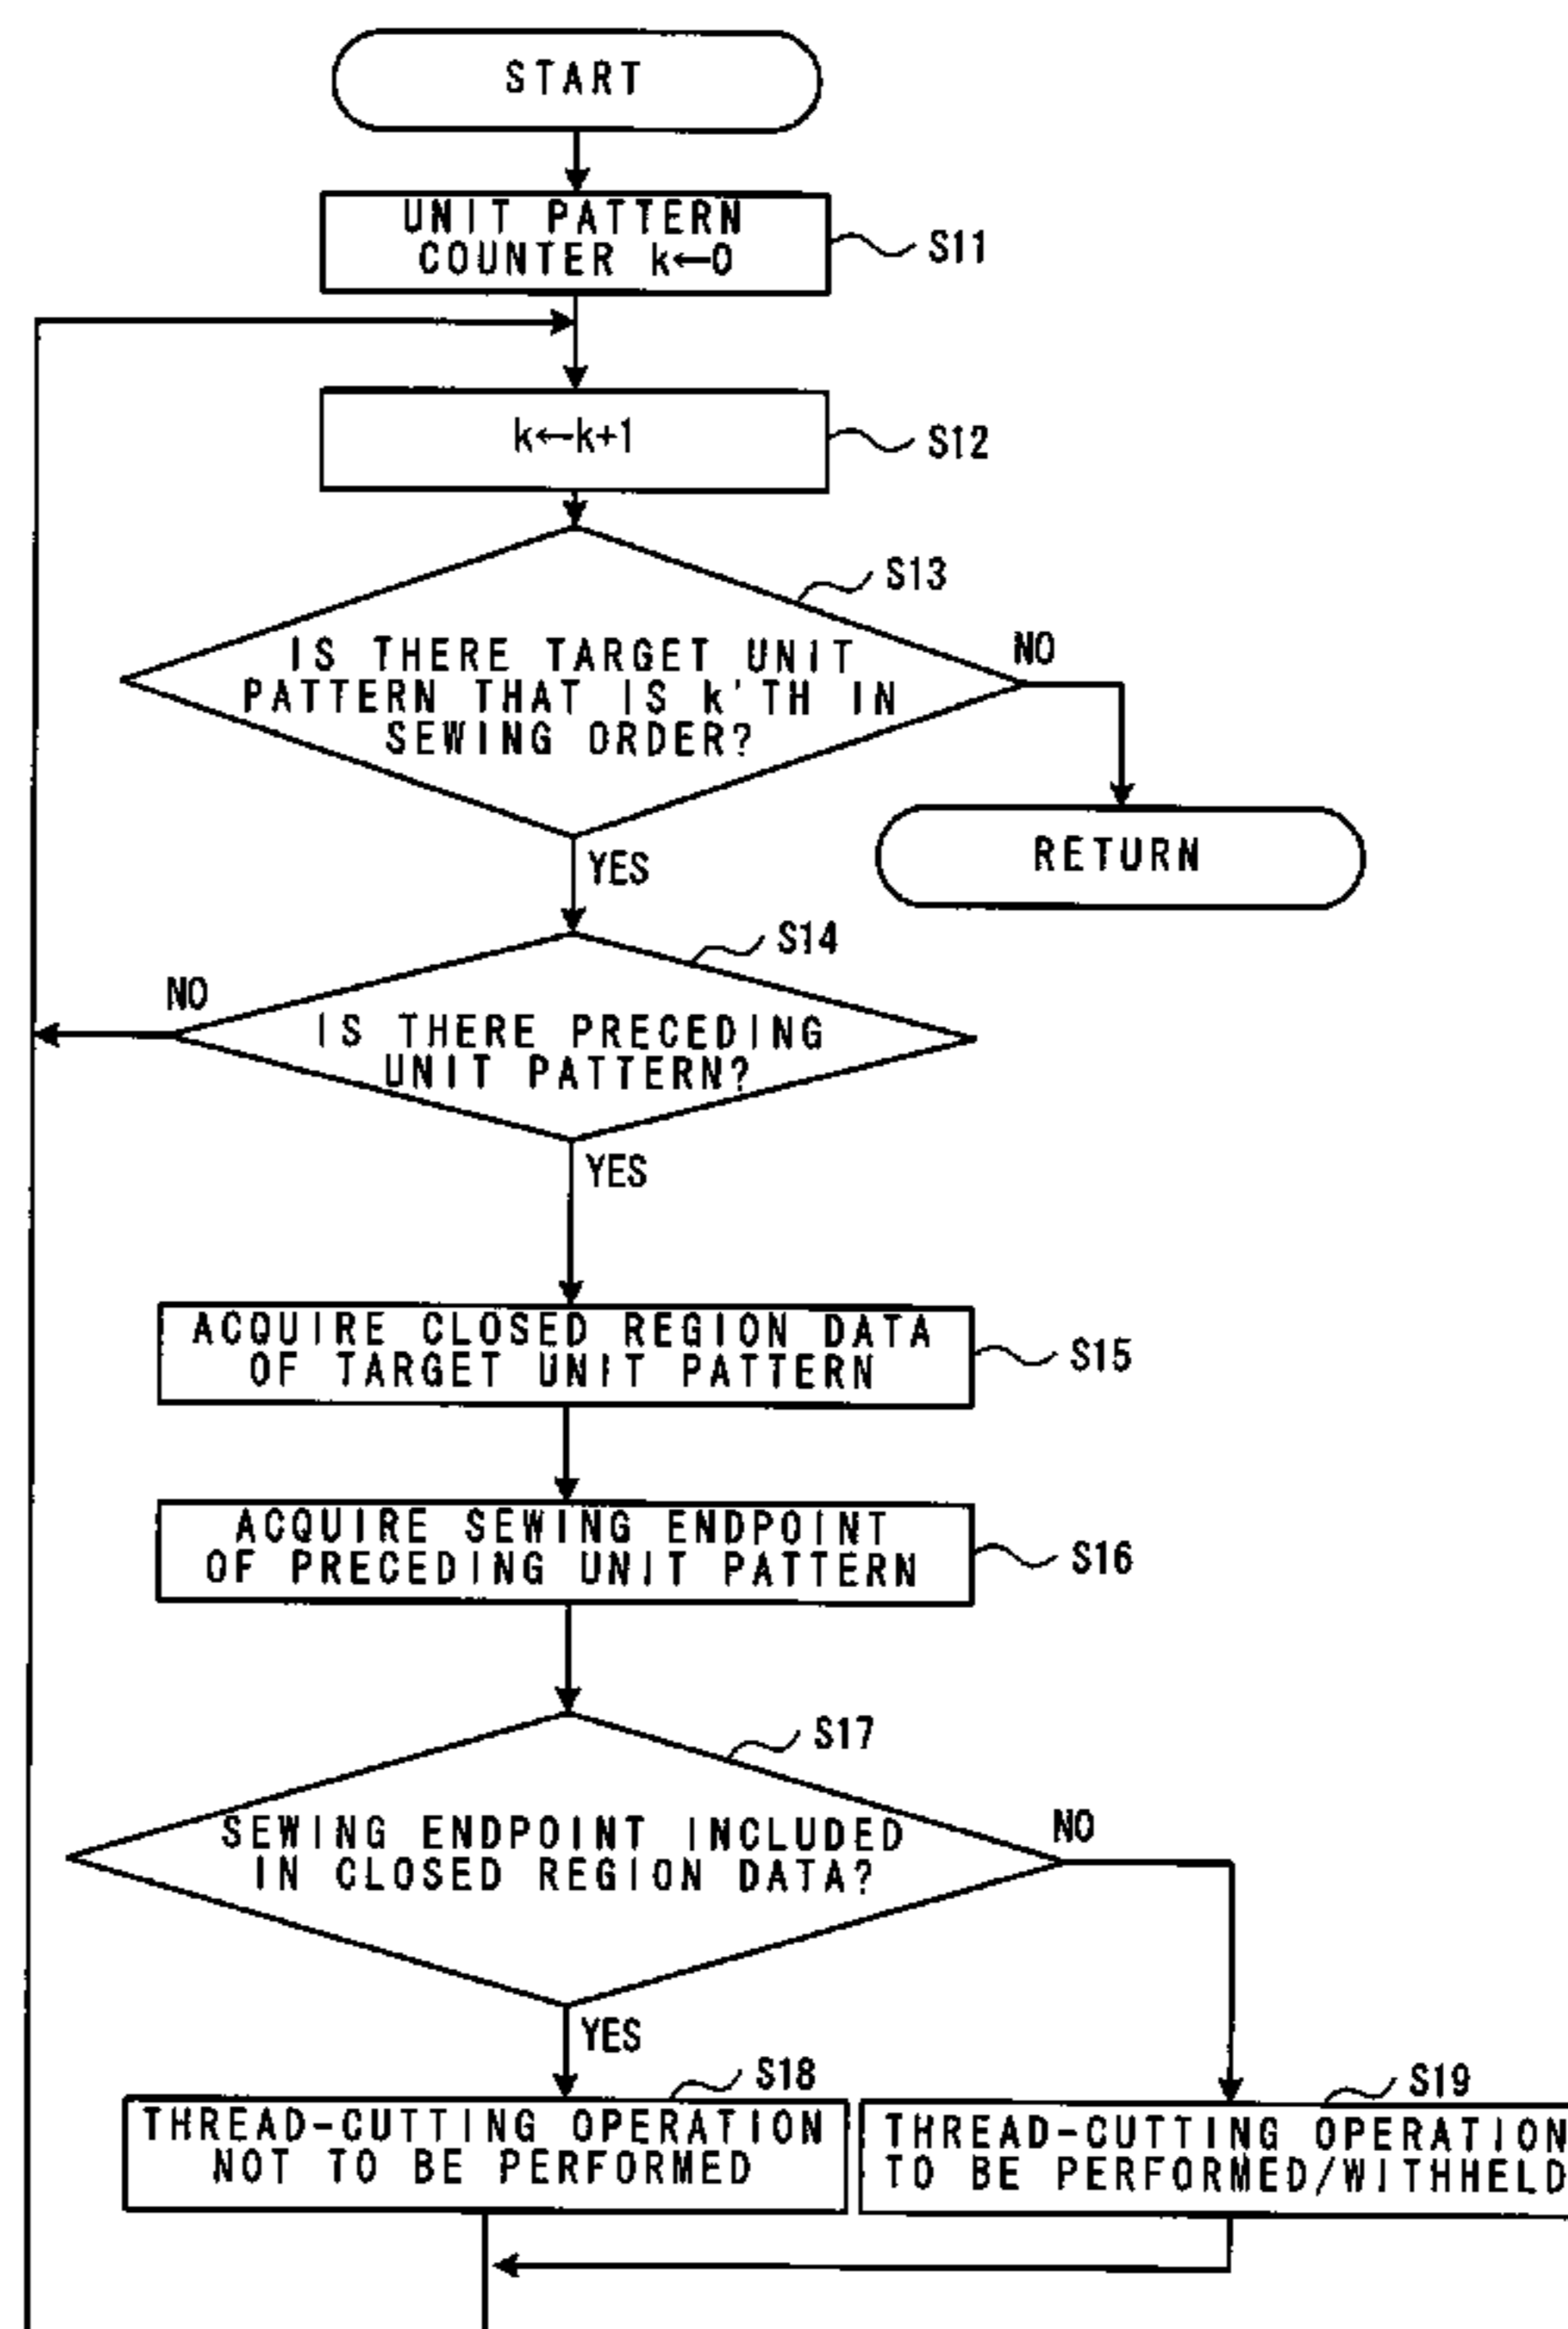 START
UNIT PATTERN
COUNTER k←0
S11
k←k+1
S12
S13
IS THERE TARGET UNIT
PATTERN THAT IS k'TH IN
SEWING ORDER?
NO
RETURN
YES
S14
NO
IS THERE PRECEDING
UNIT PATTERN?
YES
ACQUIRE CLOSED REGION DATA
OF TARGET UNIT PATTERN
S15
ACQUIRE SEWING ENDPOINT
OF PRECEDING UNIT PATTERN
S16
S17
SEWING ENDPOINT INCLUDED
IN CLOSED REGION DATA?
NO
YES
S18
THREAD-CUTTING OPERATION
NOT TO BE PERFORMED
S19
THREAD-CUTTING OPERATION
TO BE PERFORMED/WITHHELD